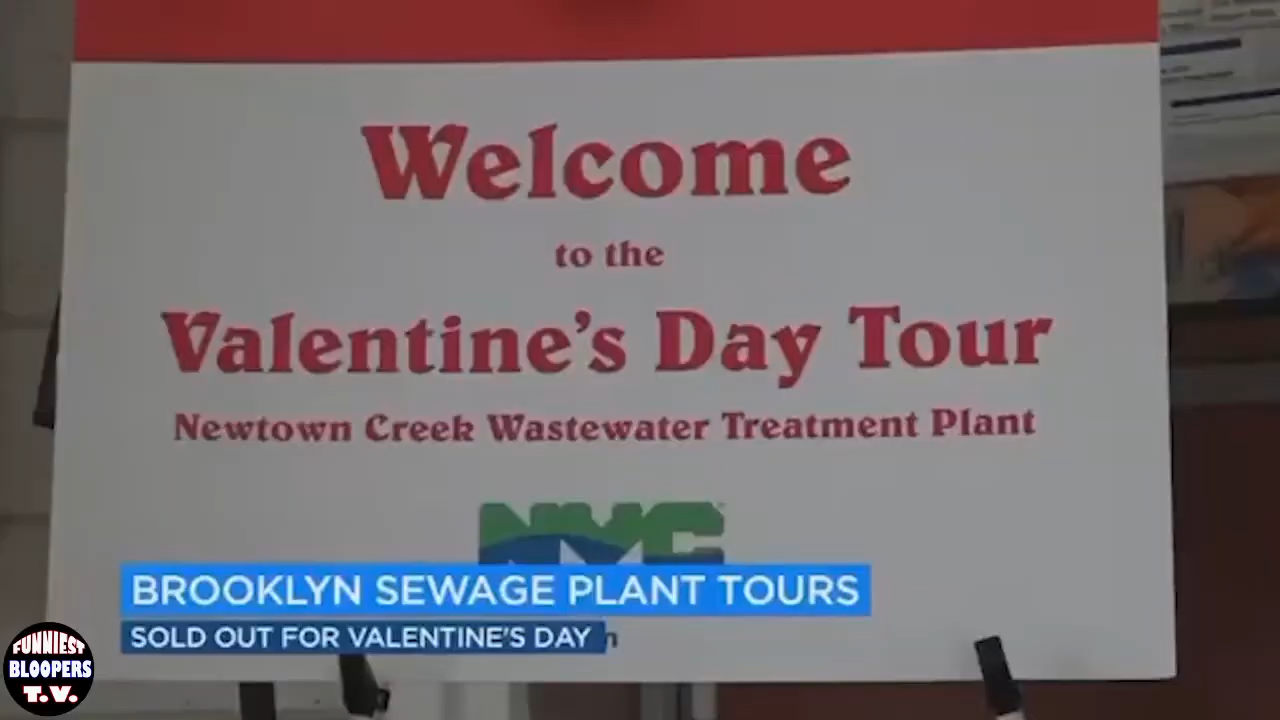 Welcome
to the
Valentine's Day Tour
Newtown Creek Wastewater Treatment Plant
NYC
BROOKLYN SEWAGE PLANT TOURS
SOLD OUT FOR VALENTINE'S DAY
FUNNIEST
BLOOPERS
T.V.